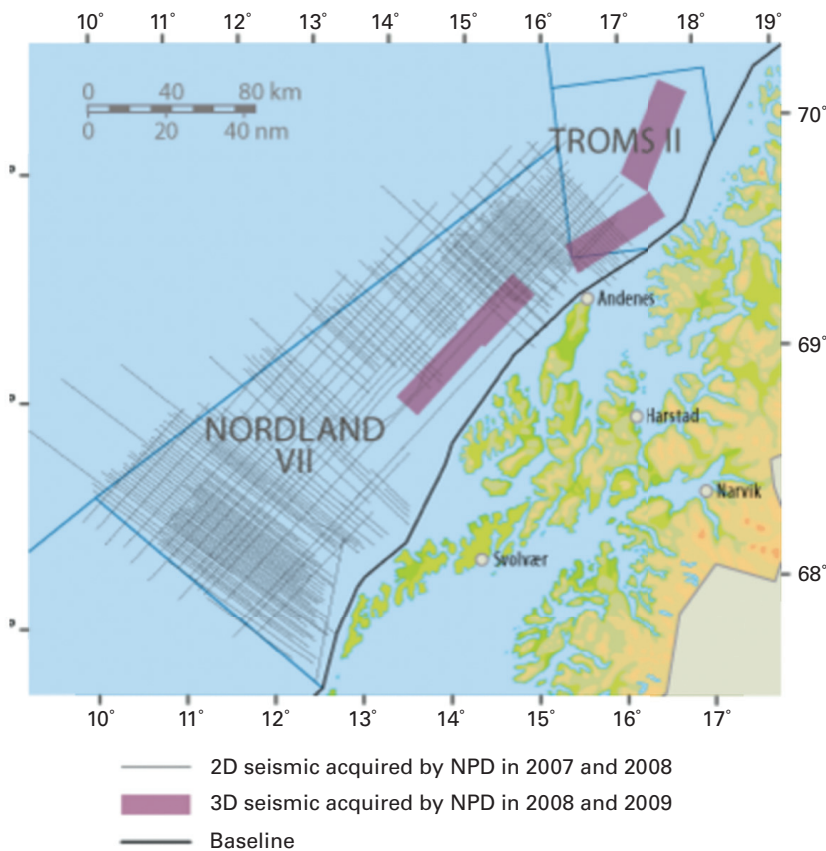 10° 11° 12° 13° 14° 15° 16° 17° 18° 19°
0 40 80 km
0 20 40 nm
70°
TROMS II
Andenes
69°
NORDLAND
VII
Harstad
Narvik
Svolvær
68°
10° 11° 12° 13° 14° 15° 16° 17°
2D seismic acquired by NPD in 2007 and 2008
3D seismic acquired by NPD in 2008 and 2009
Baseline